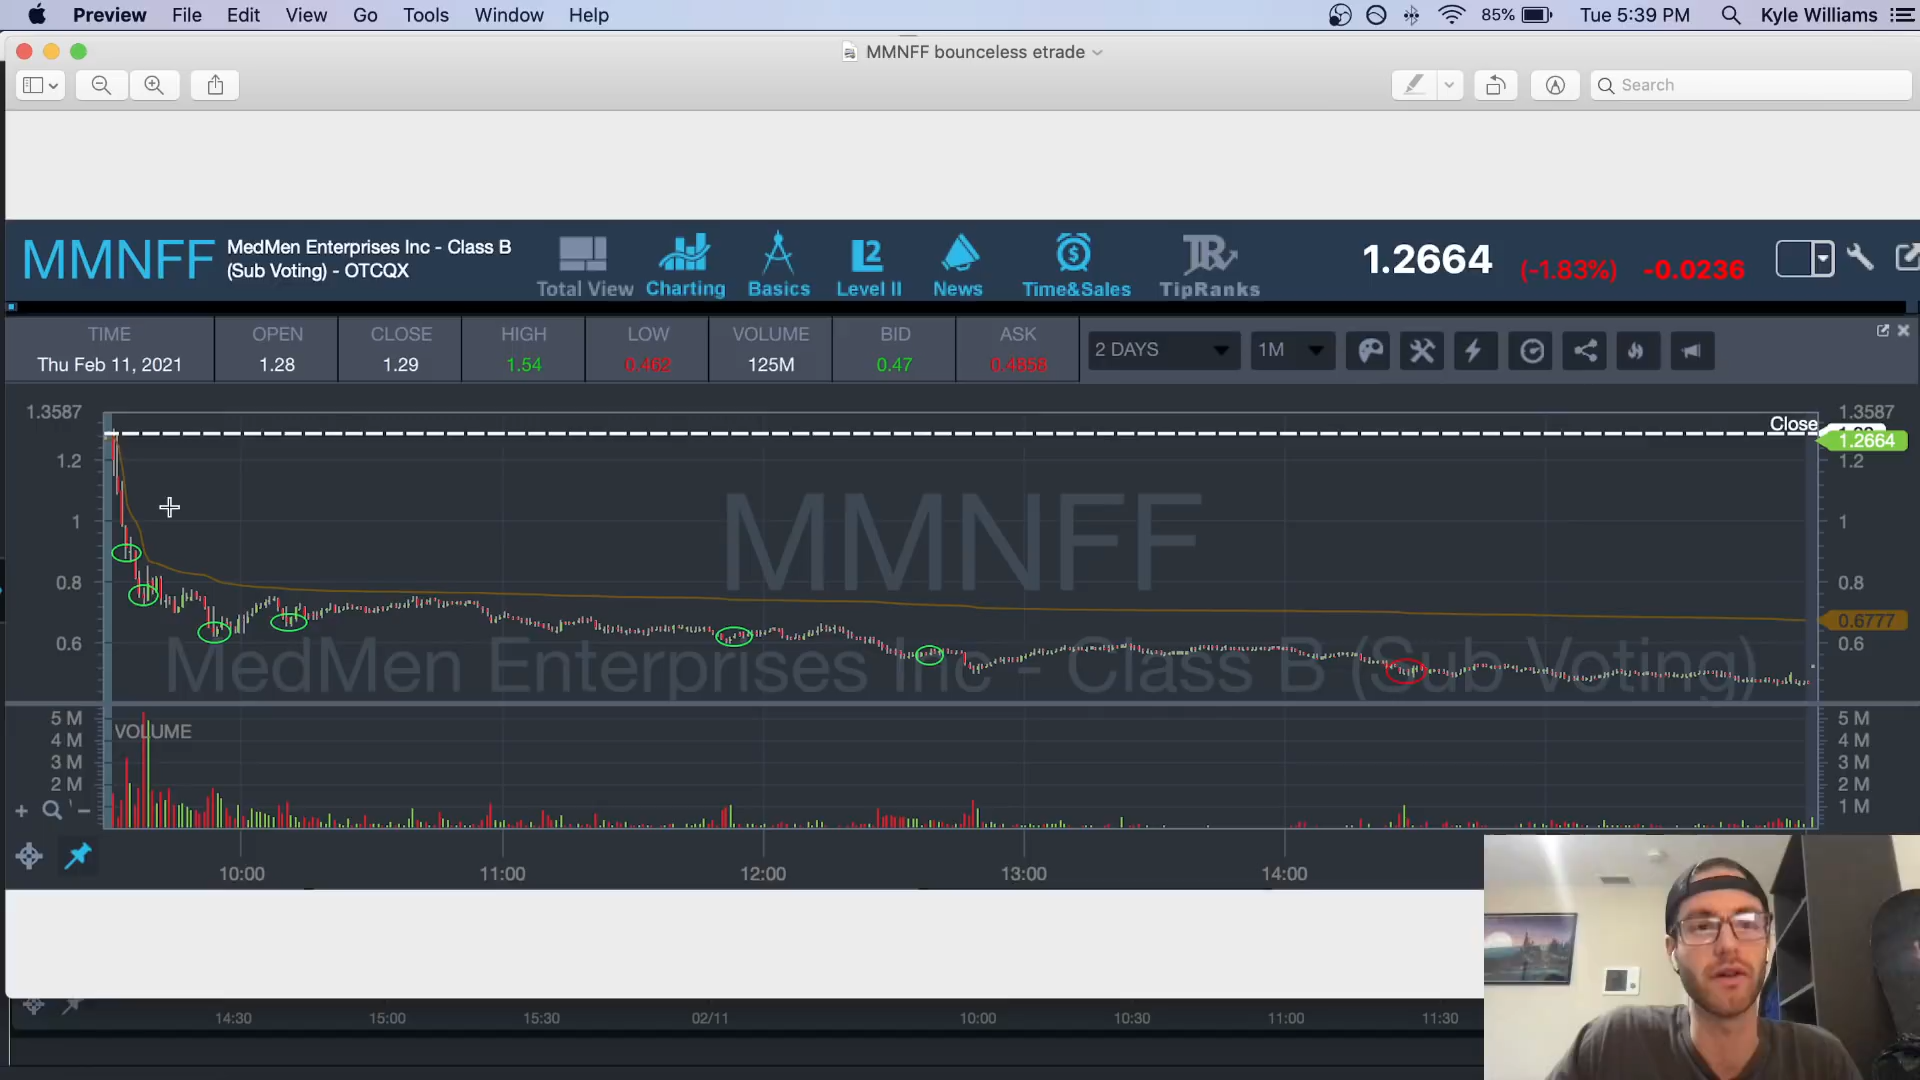 Preview File Edit View Go Tools Window Help 85% Tue 5:39 PM Kyle Williams
MMNFF bounceless etrade
Search
MMNFF MedMen Enterprises Inc - Class B
(Sub Voting) - OTCQX
L2
TR
Total View Charting Basics Level II News Time&Sales TipRanks
1.2664 (-1.83%) -0.0236
TIME OPEN CLOSE HIGH LOW VOLUME BID ASK
Thu Feb 11, 2021 1.28 1.29 1.54 0.462 125M 0.47 0.4858
2 DAYS 1M
1.3587 1.3587
Close
1.2664
1.2 1.2
MMNFF
1 1
0.8 0.8
0.6777
0.6 0.6
MedMen Enterprises Inc - Class B (Sub Voting)
5 M 5 M
VOLUME
4 M 4 M
3 M 3 M
2 M 2 M
1 M
10:00 11:00 12:00 13:00 14:00
14:30 15:00 15:30 02/11 10:00 10:30 11:00 11:30